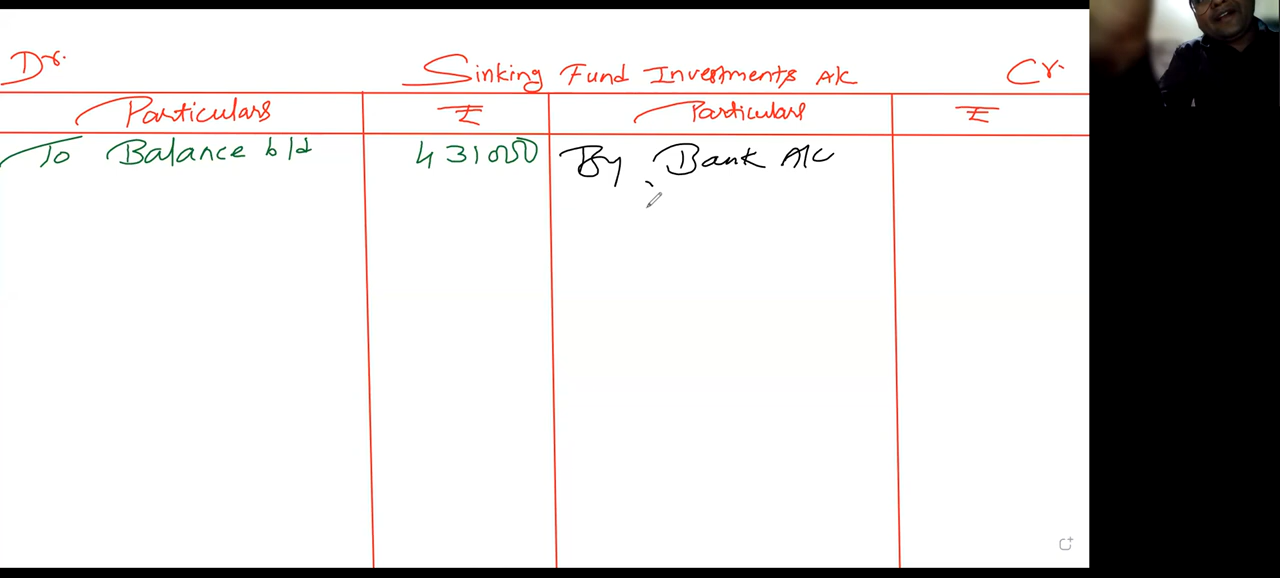 Dr. Sinking Fund Investments A/c Cr.
Particulars ₹ Particulars ₹
To Balance b/d 431000 By Bank A/c